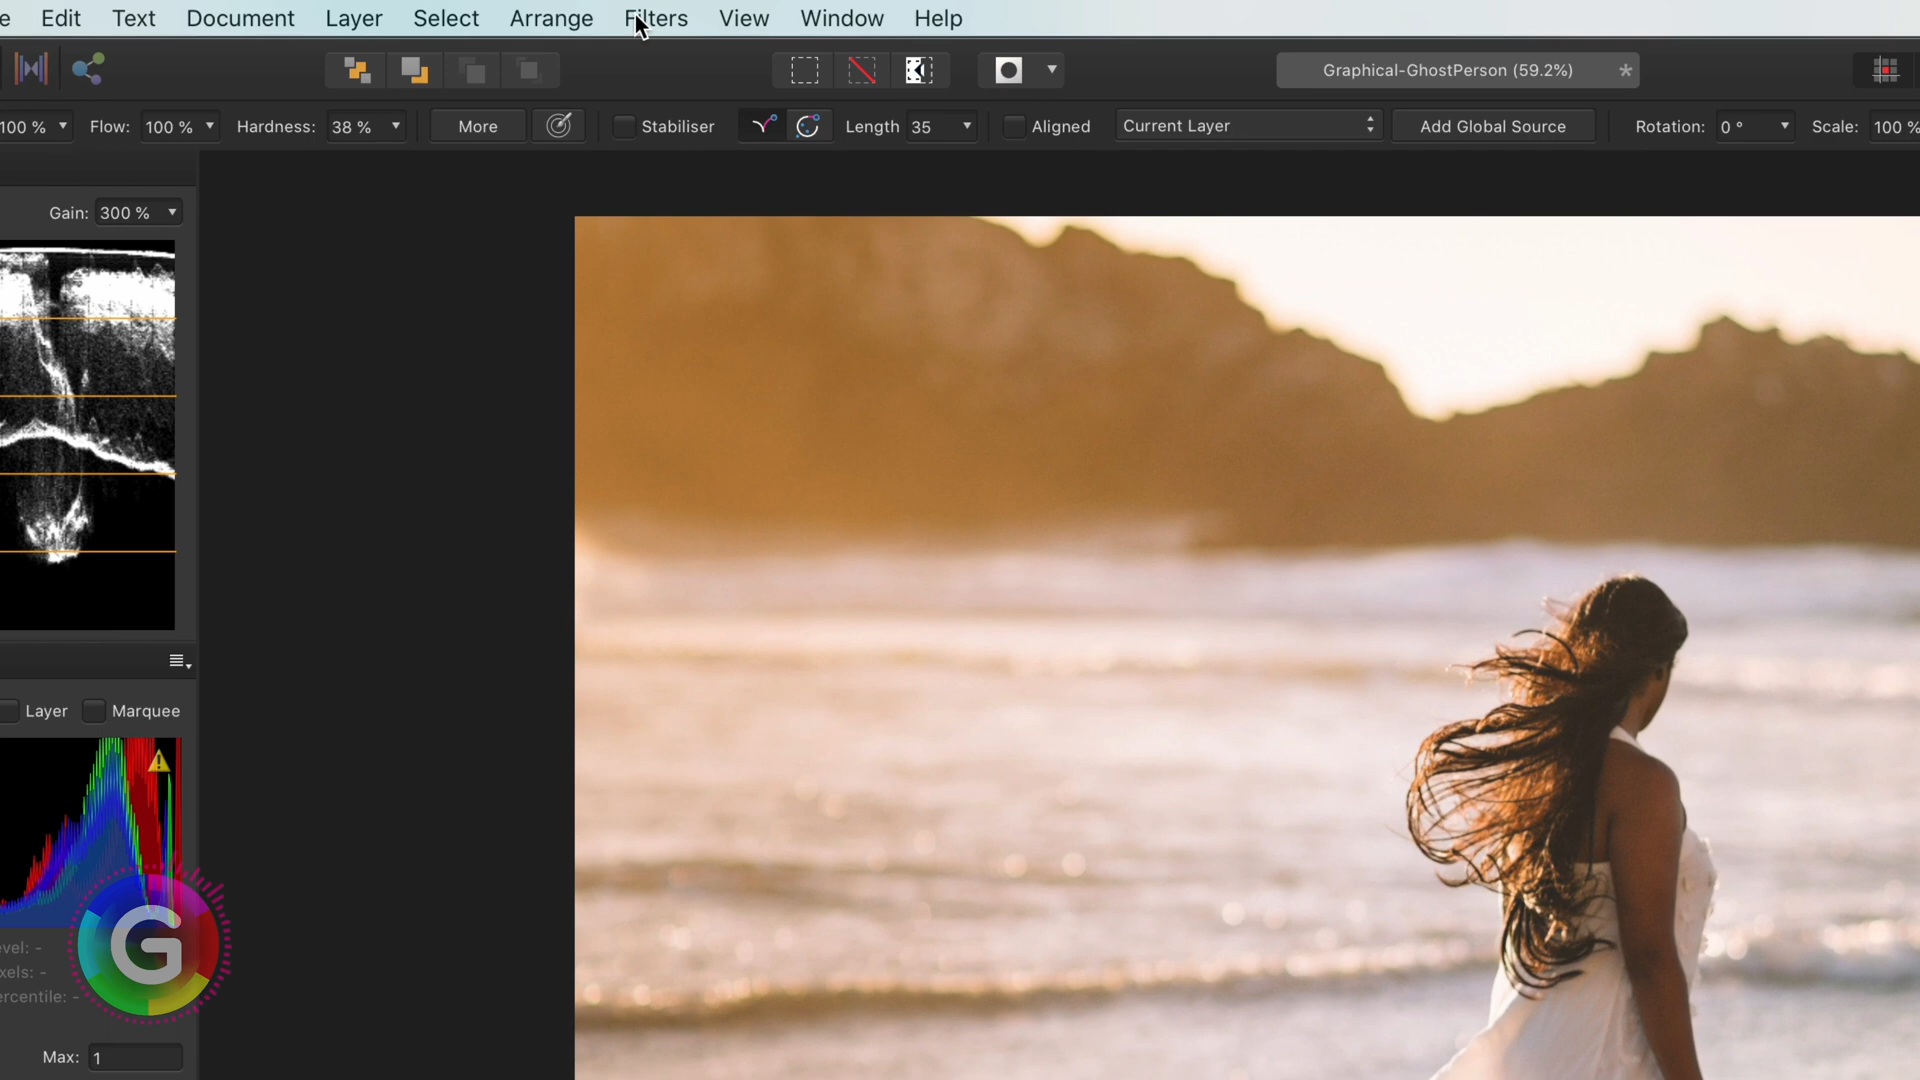 e Edit Text Document Layer Select Arrange Filters View Window Help
Graphical-GhostPerson (59.2%) *
100 % Flow: 100 % Hardness: 38 % More Stabiliser Length 35 Aligned Current Layer Add Global Source Rotation: 0 ° Scale: 100 %
Gain: 300 %
Layer Marquee
G
evel: -
xels: -
ercentile: -
Max: 1